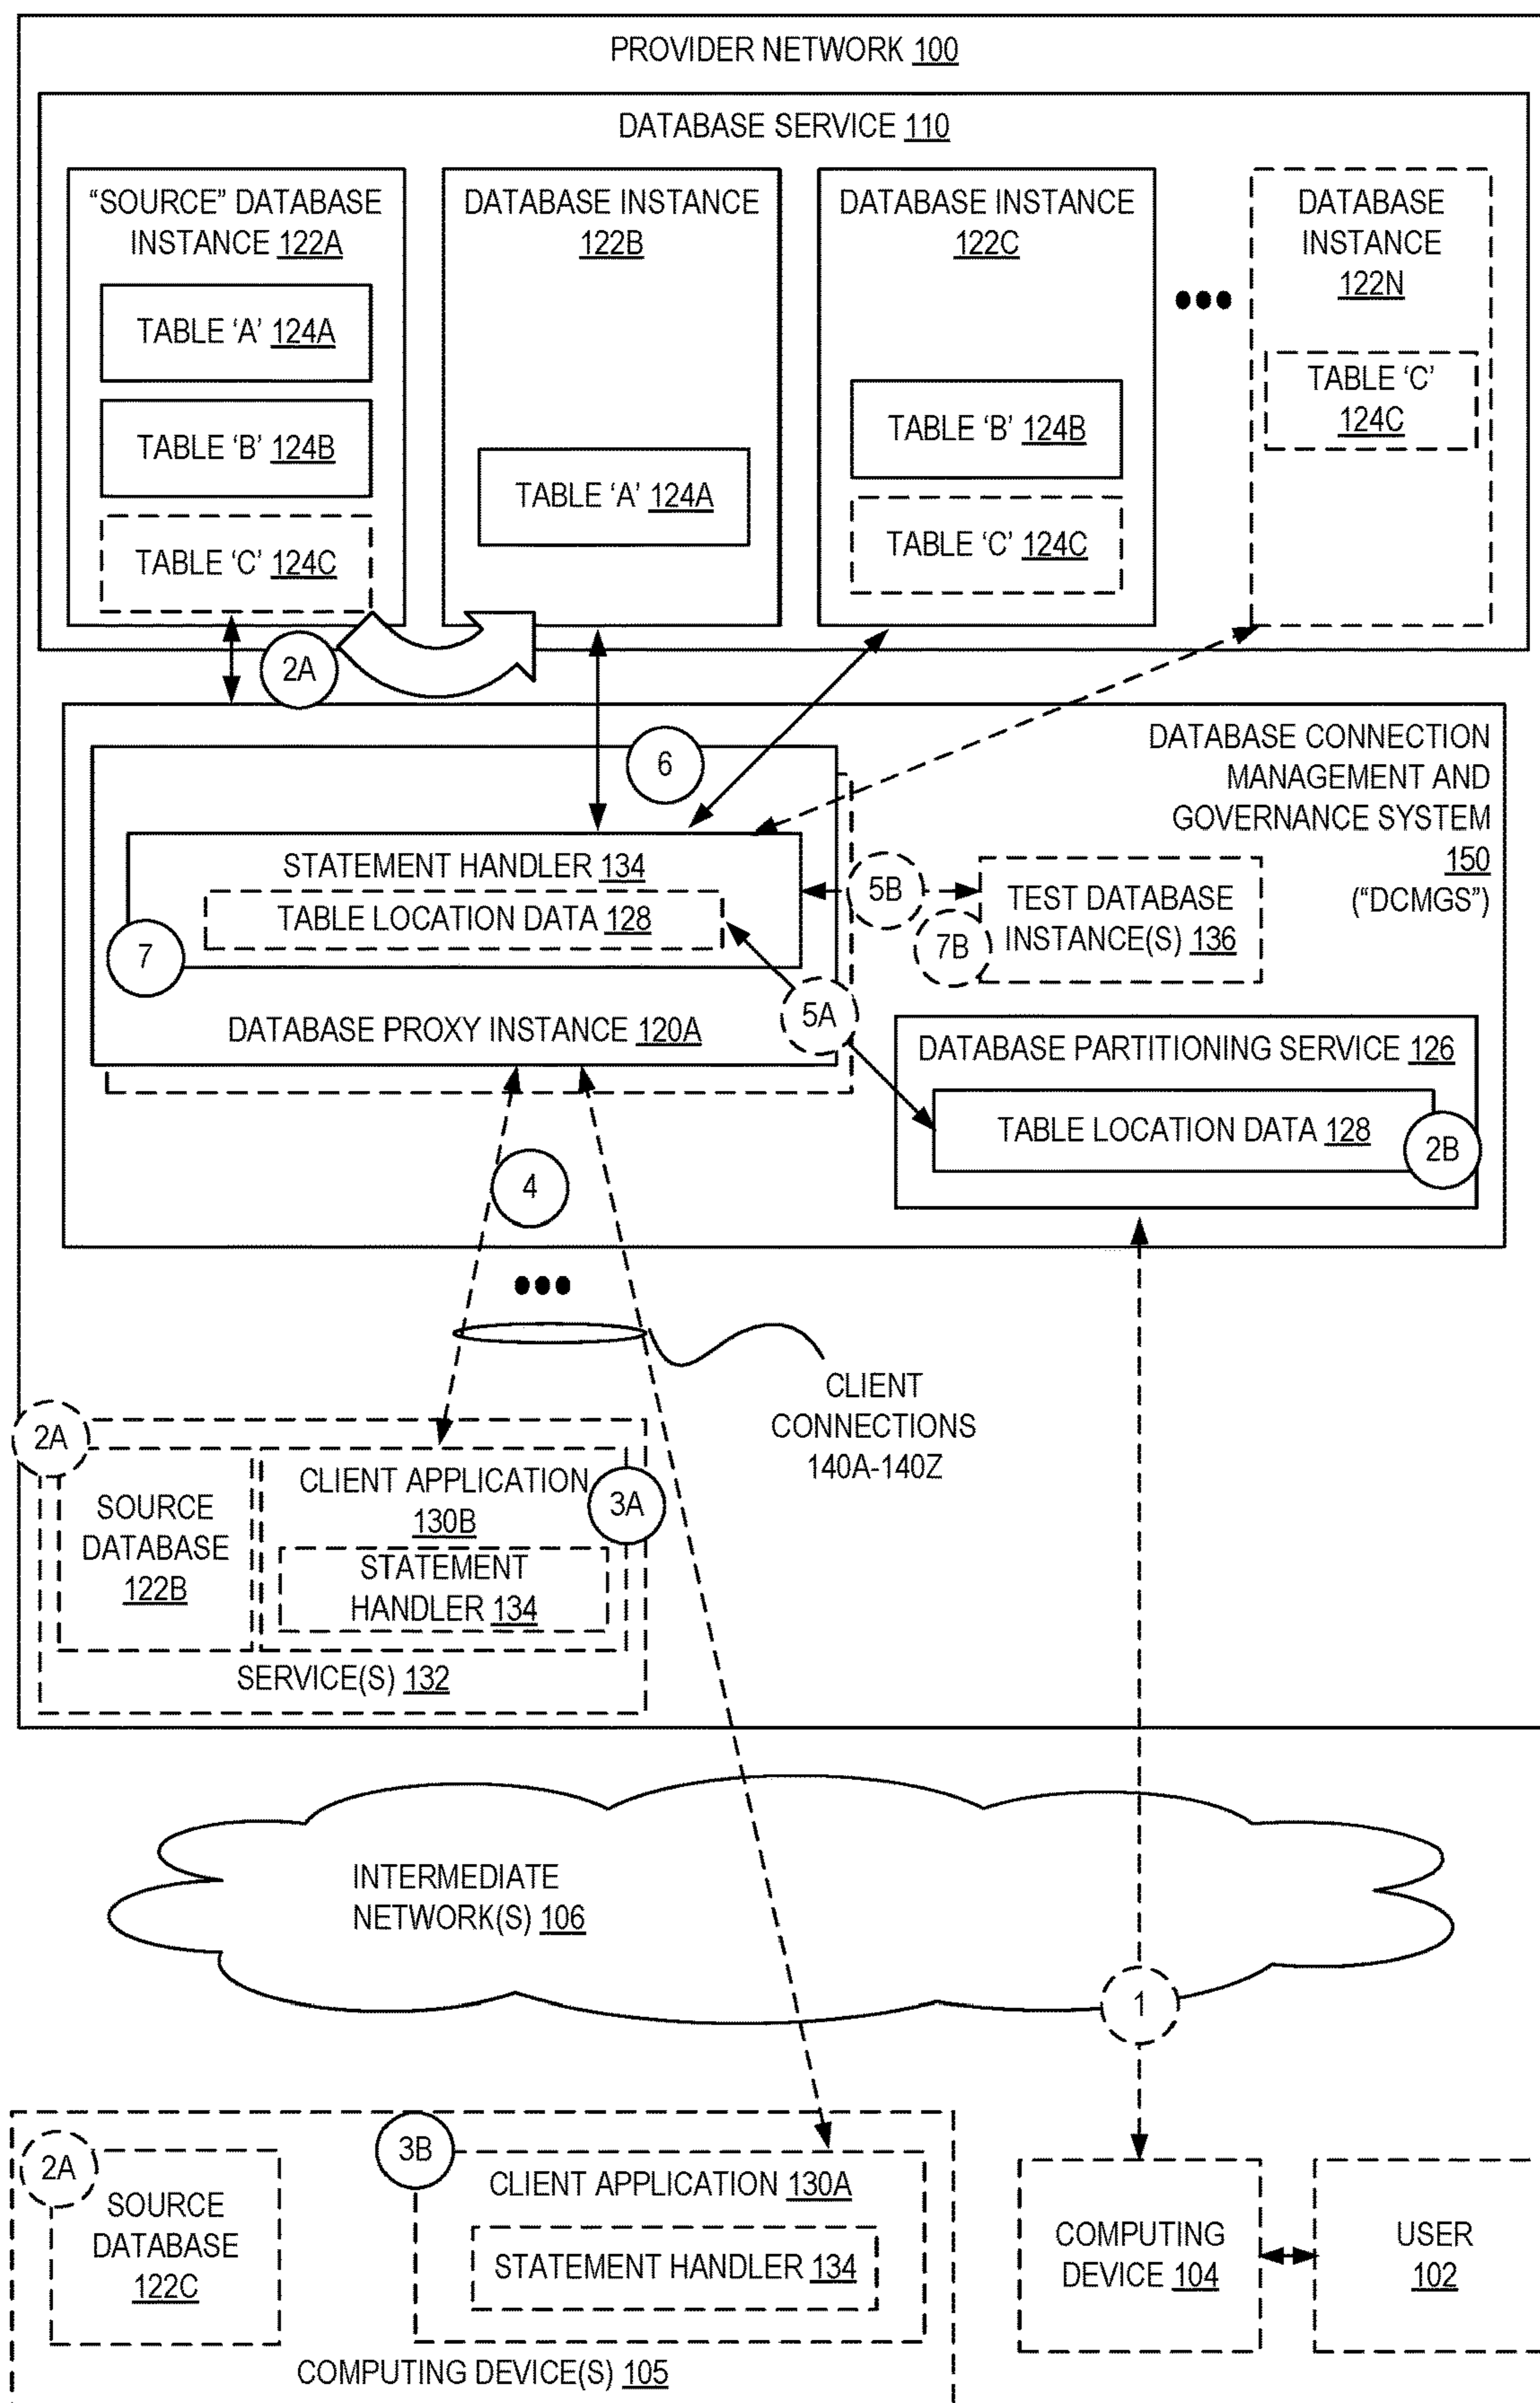 PROVIDER NETWORK 100
DATABASE SERVICE 110
“SOURCE” DATABASE
INSTANCE 122A
TABLE ‘A’ 124A
TABLE ‘B’ 124B
TABLE ‘C’ 124C
DATABASE INSTANCE
122B
TABLE ‘A’ 124A
DATABASE INSTANCE
122C
TABLE ‘B’ 124B
TABLE ‘C’ 124C
DATABASE
INSTANCE
122N
TABLE ‘C’
124C
2A
6
DATABASE CONNECTION
MANAGEMENT AND
GOVERNANCE SYSTEM
150
(“DCMGS”)
STATEMENT HANDLER 134
TABLE LOCATION DATA 128
7
DATABASE PROXY INSTANCE 120A
5B
7B
TEST DATABASE
INSTANCE(S) 136
5A
DATABASE PARTITIONING SERVICE 126
TABLE LOCATION DATA 128
2B
4
CLIENT
CONNECTIONS
140A-140Z
2A
SOURCE
DATABASE
122B
CLIENT APPLICATION
130B
3A
STATEMENT
HANDLER 134
SERVICE(S) 132
INTERMEDIATE
NETWORK(S) 106
1
2A
SOURCE
DATABASE
122C
3B
CLIENT APPLICATION 130A
STATEMENT HANDLER 134
COMPUTING DEVICE(S) 105
COMPUTING
DEVICE 104
USER
102